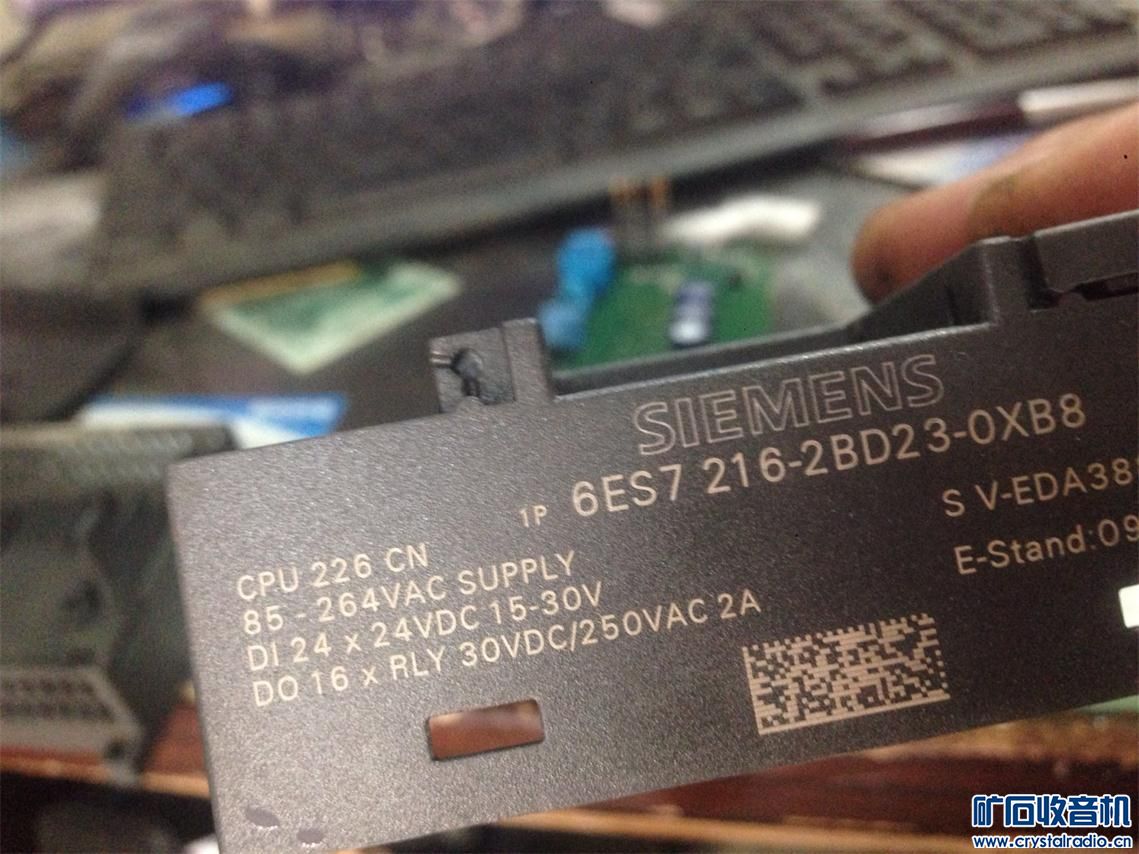 SIEMENS
1P 6ES7 216-2BD23-0XB8
S V-EDA38
E-Stand:09
CPU 226 CN
85 - 264VAC SUPPLY
DI 24 x 24VDC 15-30V
DO 16 x RLY 30VDC/250VAC 2A
矿石收音机
www.crystalradio.cn